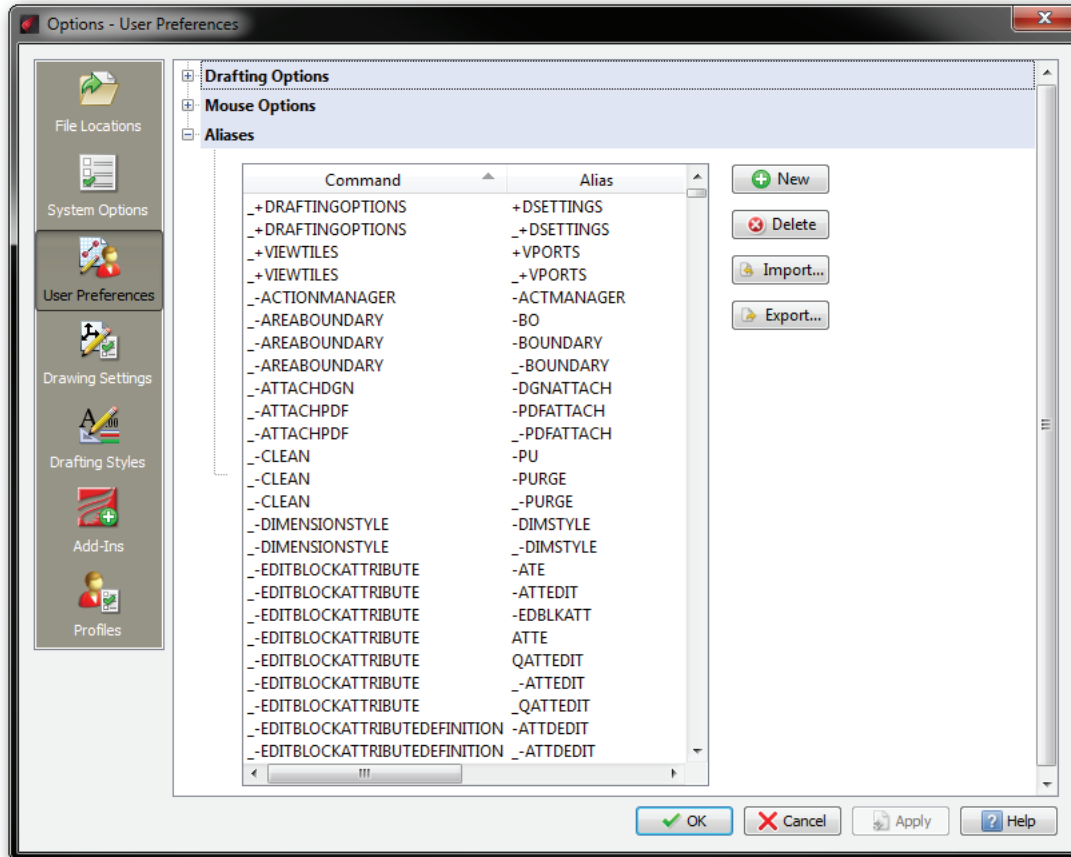 Options - User Preferences
File Locations
System Options
User Preferences
Drawing Settings
Drafting Styles
Add-Ins
Profiles
Drafting Options
Mouse Options
Aliases
Command Alias
_+DRAFTINGOPTIONS +DSETTINGS
_+DRAFTINGOPTIONS _+DSETTINGS
_+VIEWTILES +VPORTS
_+VIEWTILES _+VPORTS
_-ACTIONMANAGER -ACTMANAGER
_-AREABOUNDARY -BO
_-AREABOUNDARY -BOUNDARY
_-AREABOUNDARY _-BOUNDARY
_-ATTACHDGN -DGNATTACH
_-ATTACHPDF -PDFATTACH
_-ATTACHPDF _-PDFATTACH
_-CLEAN -PU
_-CLEAN -PURGE
_-CLEAN _-PURGE
_-DIMENSIONSTYLE -DIMSTYLE
_-DIMENSIONSTYLE _-DIMSTYLE
_-EDITBLOCKATTRIBUTE -ATE
_-EDITBLOCKATTRIBUTE -ATTEDIT
_-EDITBLOCKATTRIBUTE -EDBLKATT
_-EDITBLOCKATTRIBUTE ATTE
_-EDITBLOCKATTRIBUTE QATTEDIT
_-EDITBLOCKATTRIBUTE _-ATTEDIT
_-EDITBLOCKATTRIBUTE _QATTEDIT
_-EDITBLOCKATTRIBUTEDEFINITION -ATTDEDIT
_-EDITBLOCKATTRIBUTEDEFINITION _-ATTDEDIT
New
Delete
Import...
Export...
OK Cancel Apply Help